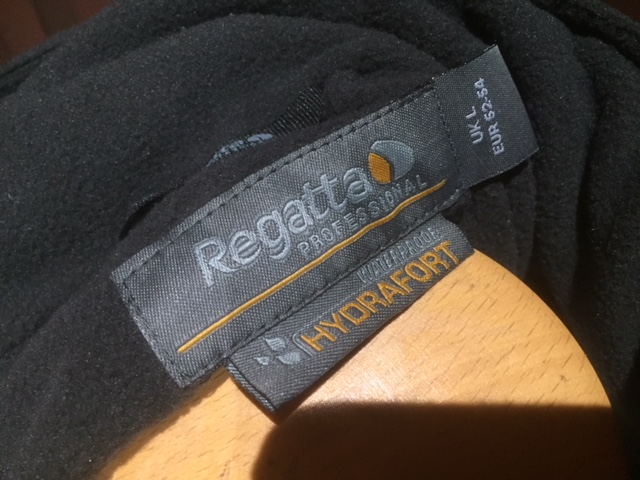 Regatta
PROFESSIONAL
UK L
EUR 52-54
WATERPROOF
HYDRAFORT